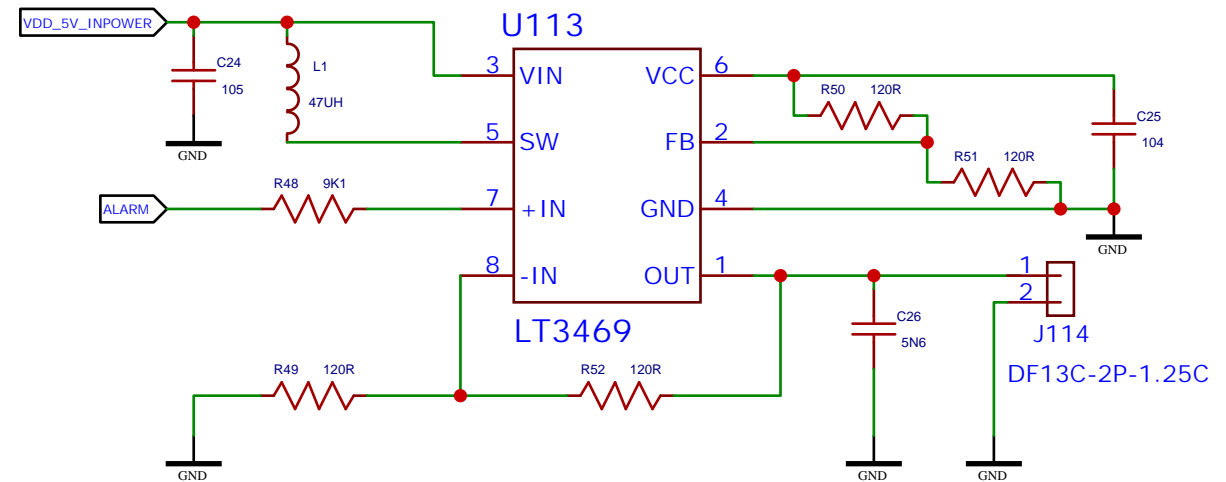 VDD_5V_INPOWER
U113
C24
105
L1
47UH
3
VIN
VCC
6
R50 120R
C25
104
5
SW
FB
2
GND
R51 120R
ALARM
R48 9K1
7
+IN
GND
4
GND
8
-IN
OUT
1
1
2
C26
5N6
LT3469
J114
R49 120R
R52 120R
DF13C-2P-1.25C
GND
GND
GND